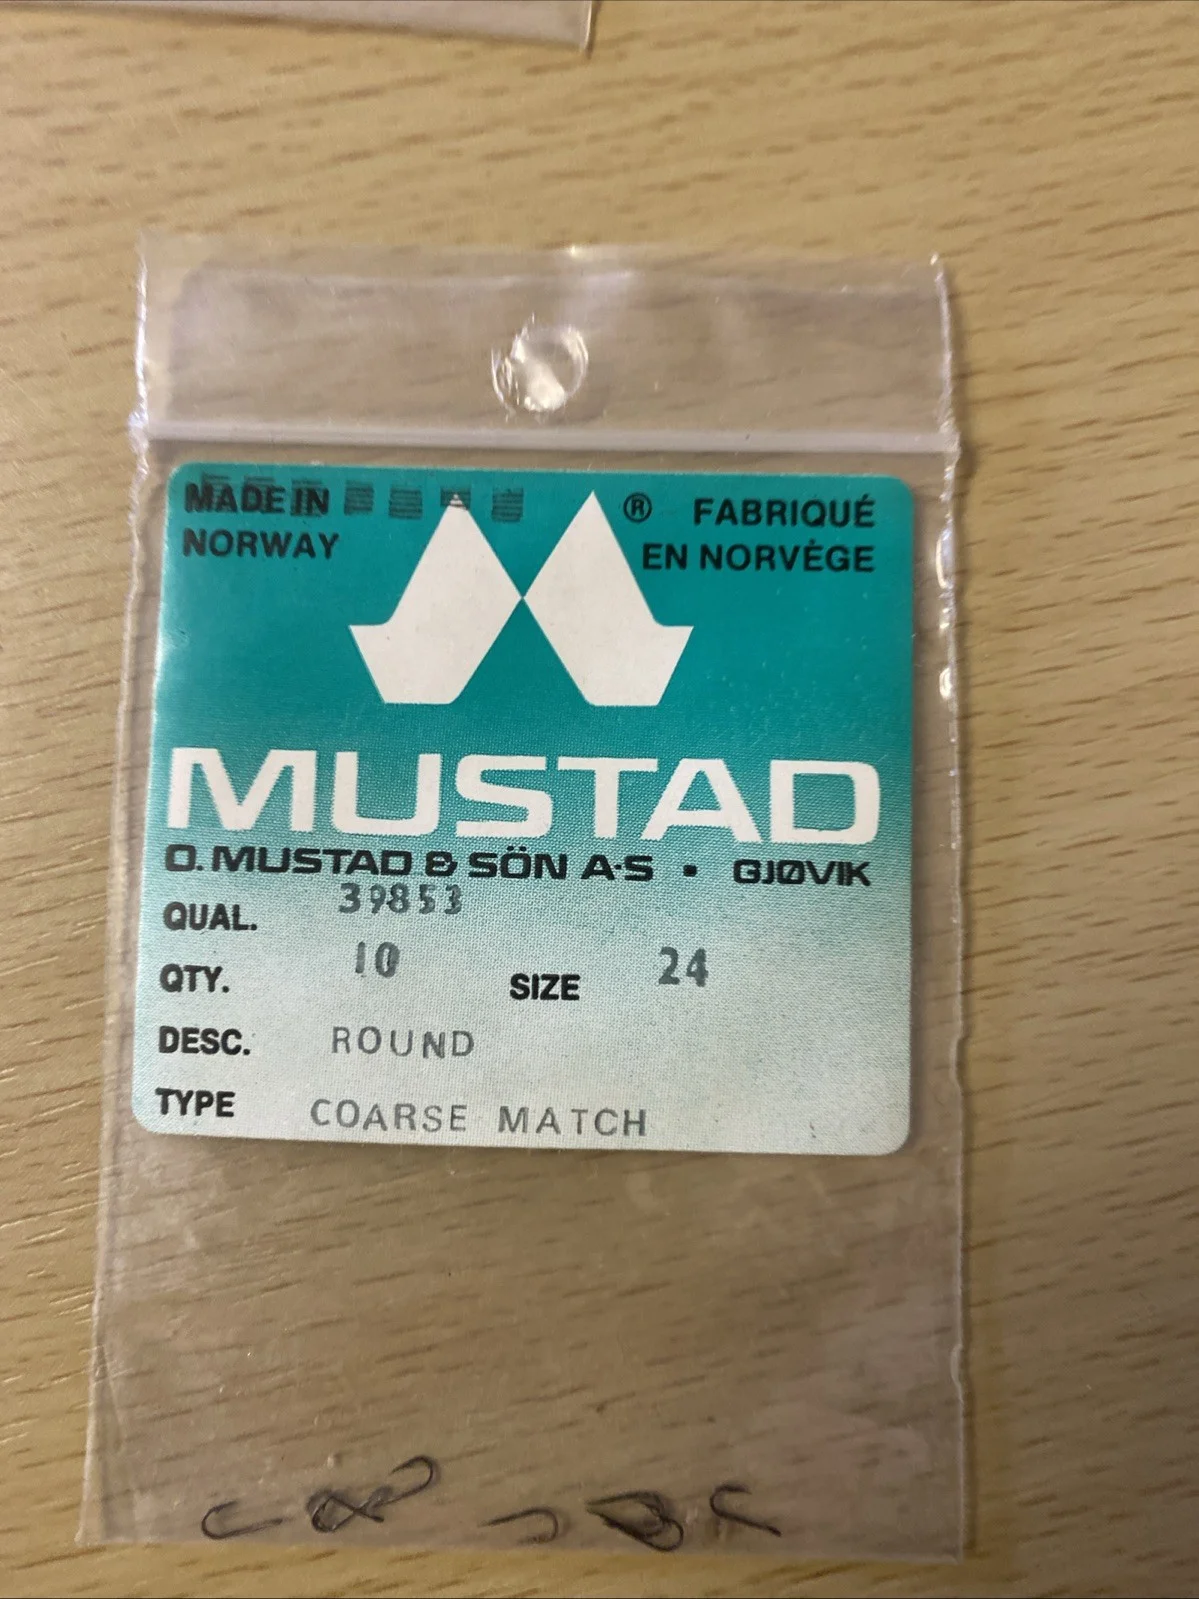 MADE IN
NORWAY
® FABRIQUÉ
EN NORVÈGE
MUSTAD
O. MUSTAD & SÖN A·S • GJØVIK
QUAL. 39853
QTY. 10 SIZE 24
DESC. ROUND
TYPE COARSE MATCH